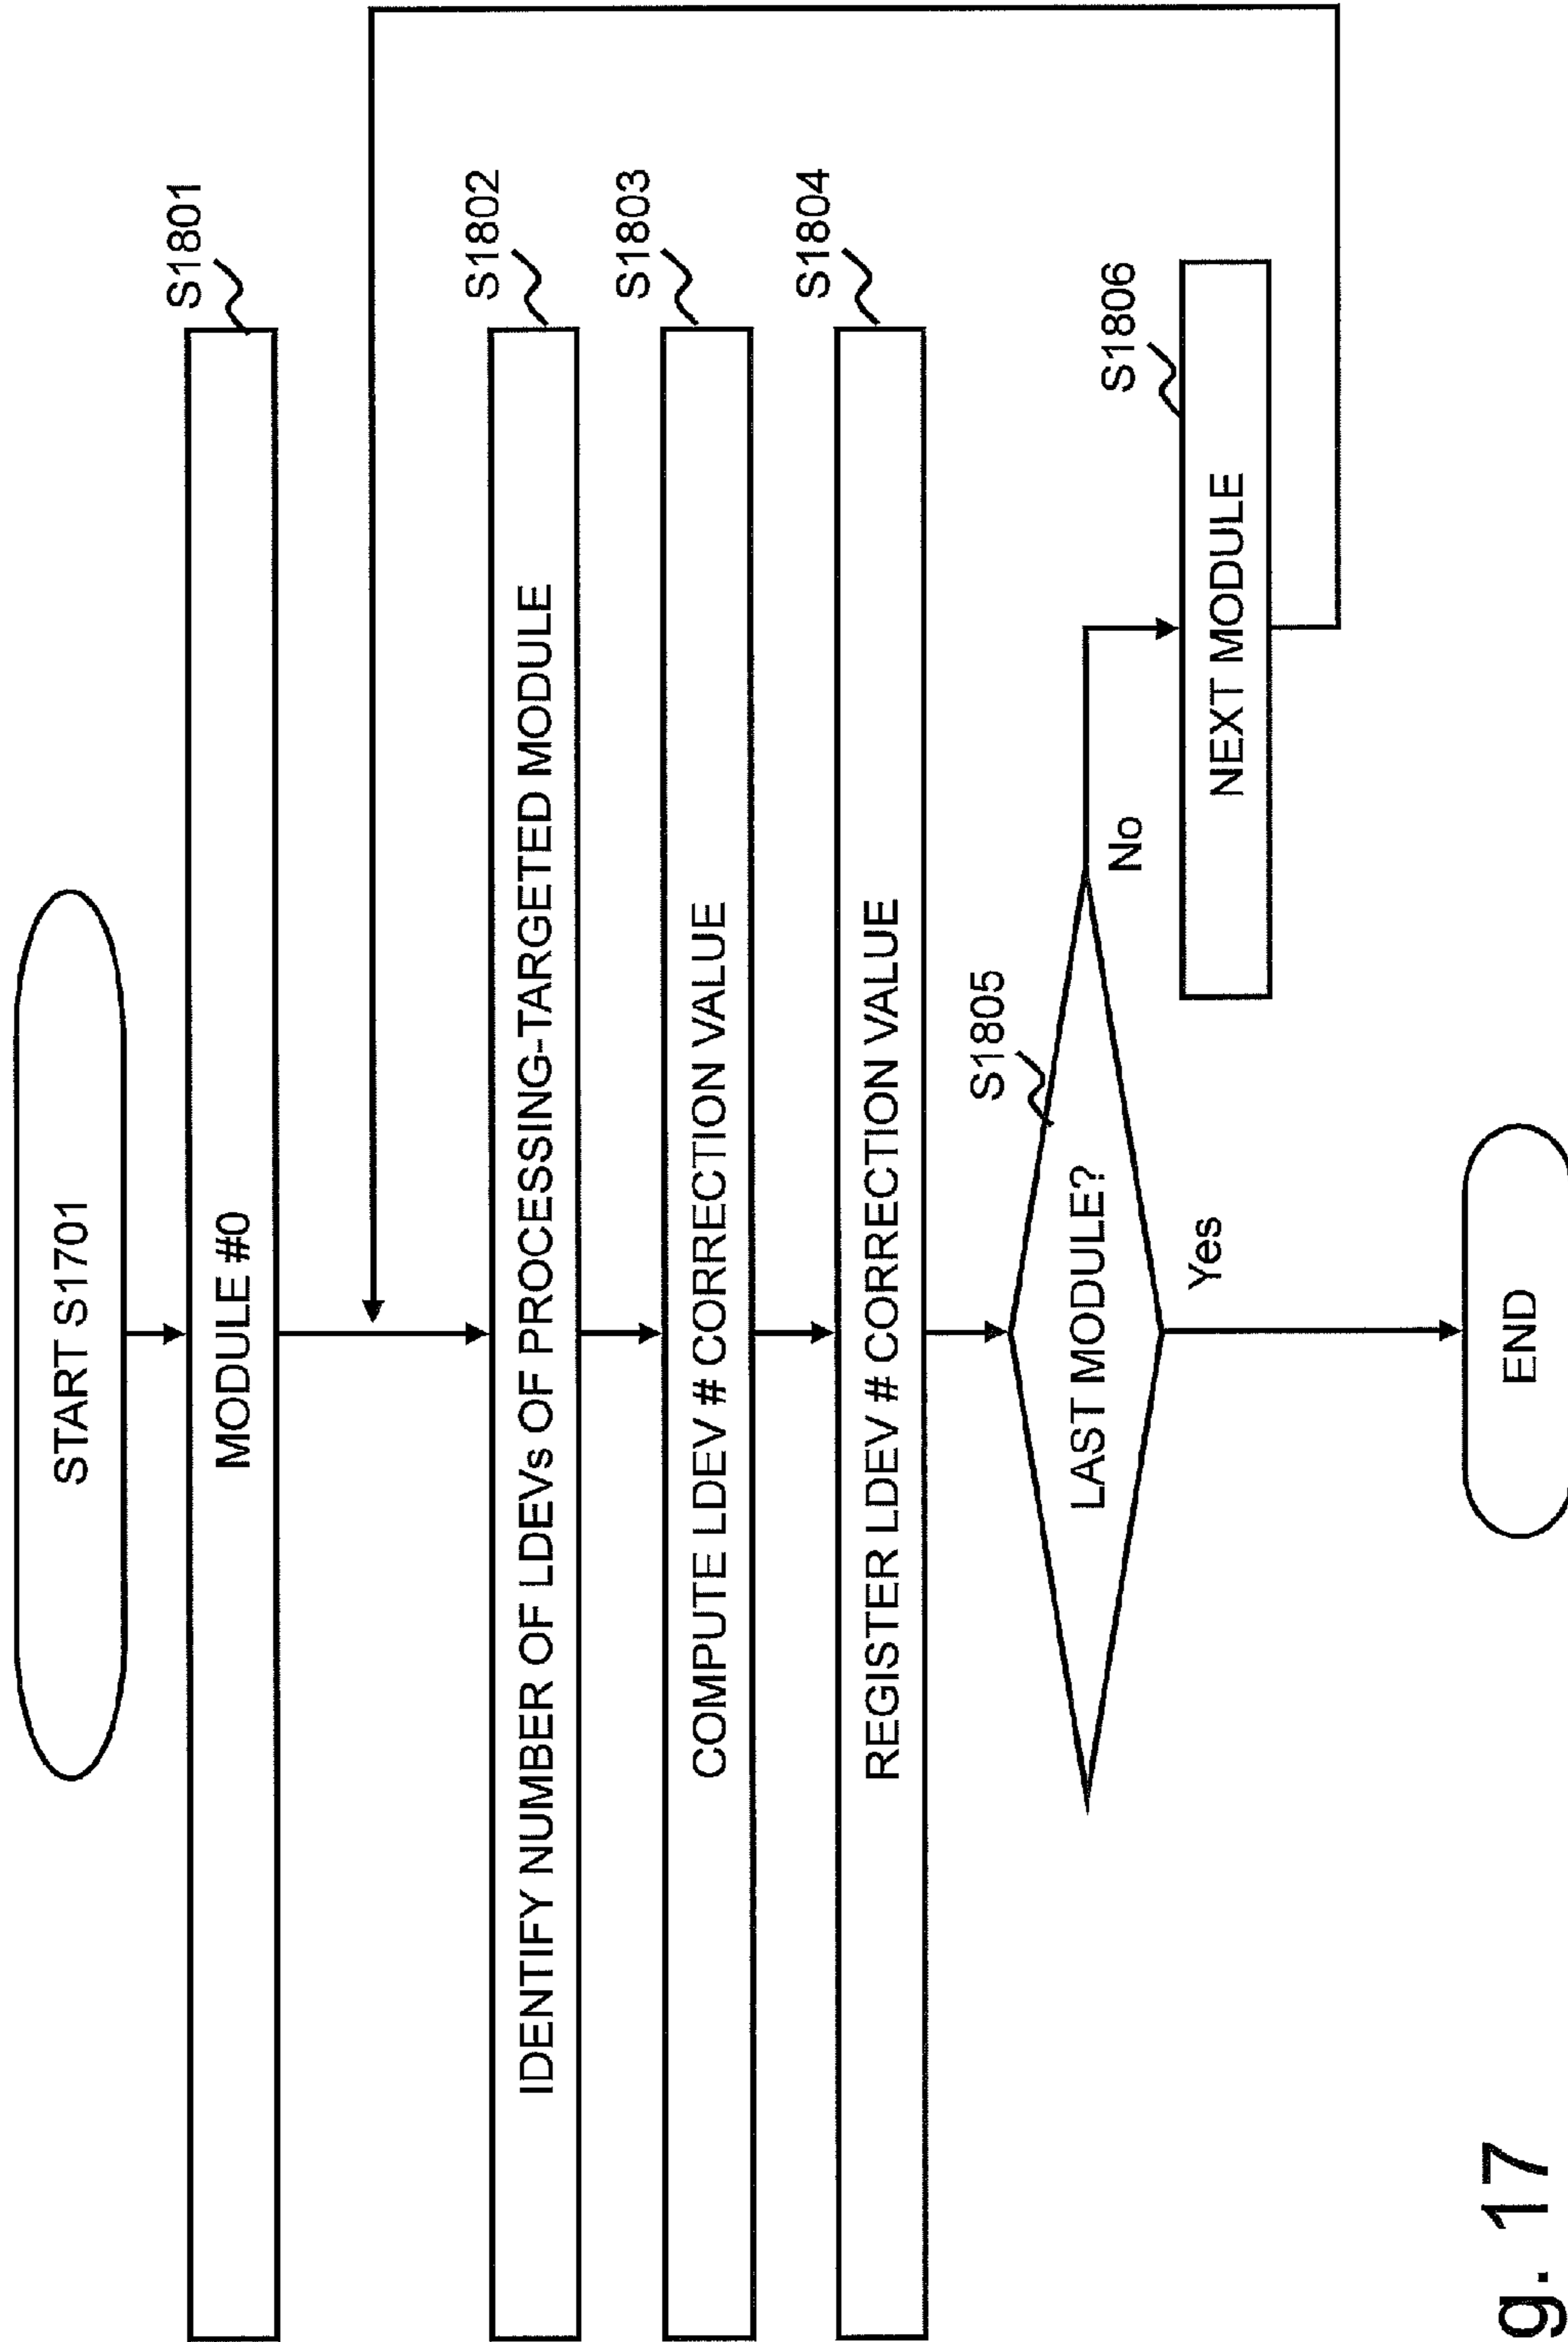 START S1701
S1801
MODULE #0
S1802
IDENTIFY NUMBER OF LDEVs OF PROCESSING-TARGETED MODULE
S1803
COMPUTE LDEV # CORRECTION VALUE
S1804
REGISTER LDEV # CORRECTION VALUE
S1805
LAST MODULE?
No
S1806
NEXT MODULE
Yes
END
g. 17